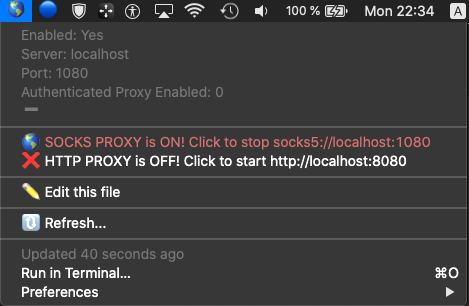 100 % Mon 22:34 A
Enabled: Yes
Server: localhost
Port: 1080
Authenticated Proxy Enabled: 0
SOCKS PROXY is ON! Click to stop socks5://localhost:1080
HTTP PROXY is OFF! Click to start http://localhost:8080
Edit this file
Refresh...
Updated 40 seconds ago
Run in Terminal... ⌘O
Preferences